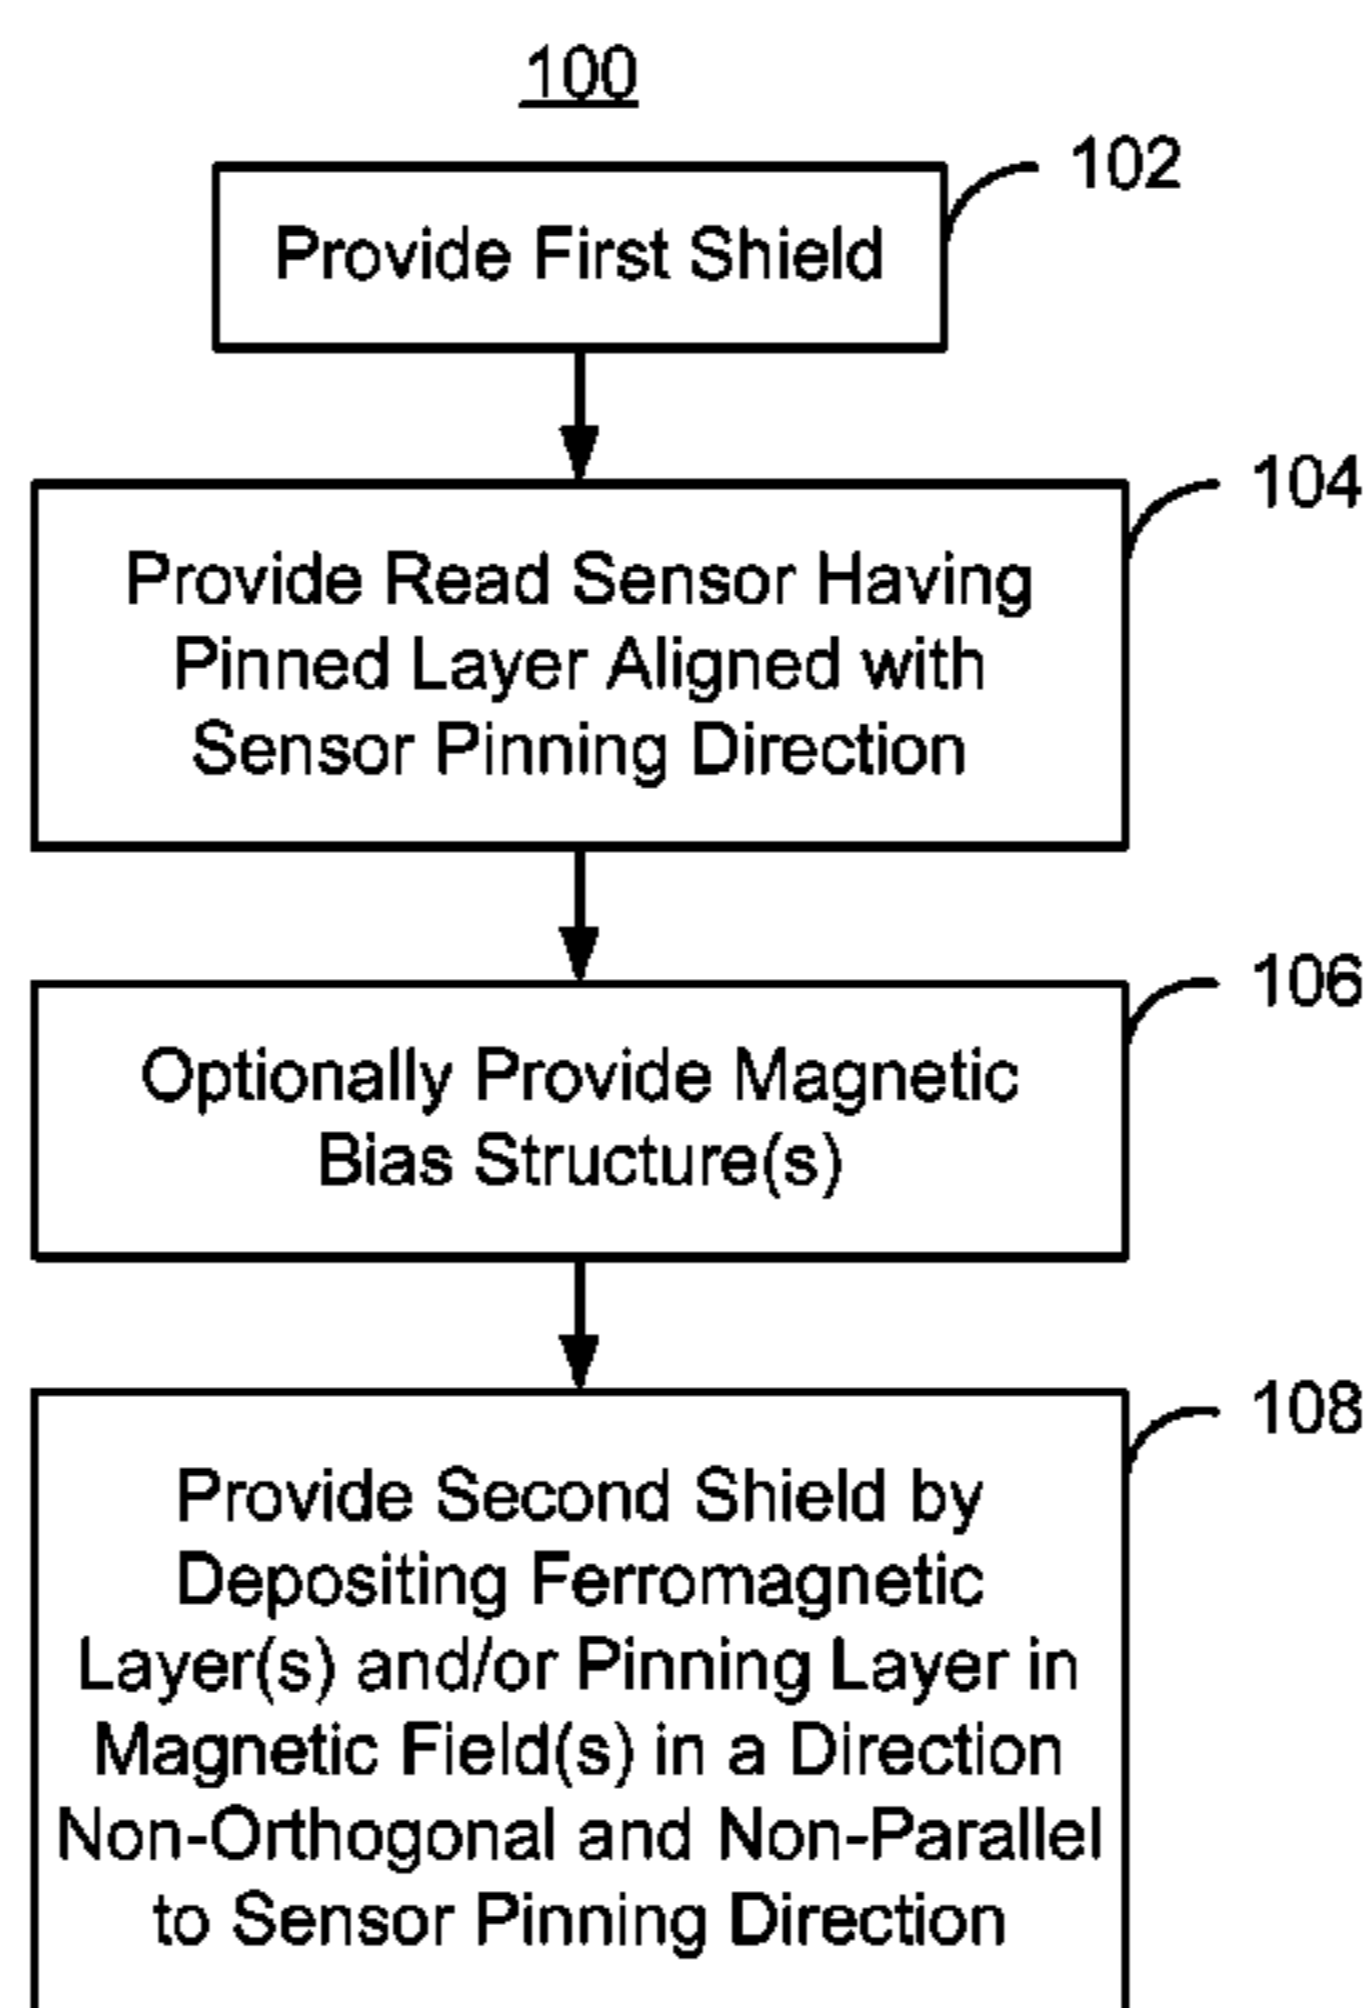 100
102
Provide First Shield
104
Provide Read Sensor Having
Pinned Layer Aligned with
Sensor Pinning Direction
106
Optionally Provide Magnetic
Bias Structure(s)
108
Provide Second Shield by
Depositing Ferromagnetic
Layer(s) and/or Pinning Layer in
Magnetic Field(s) in a Direction
Non-Orthogonal and Non-Parallel
to Sensor Pinning Direction